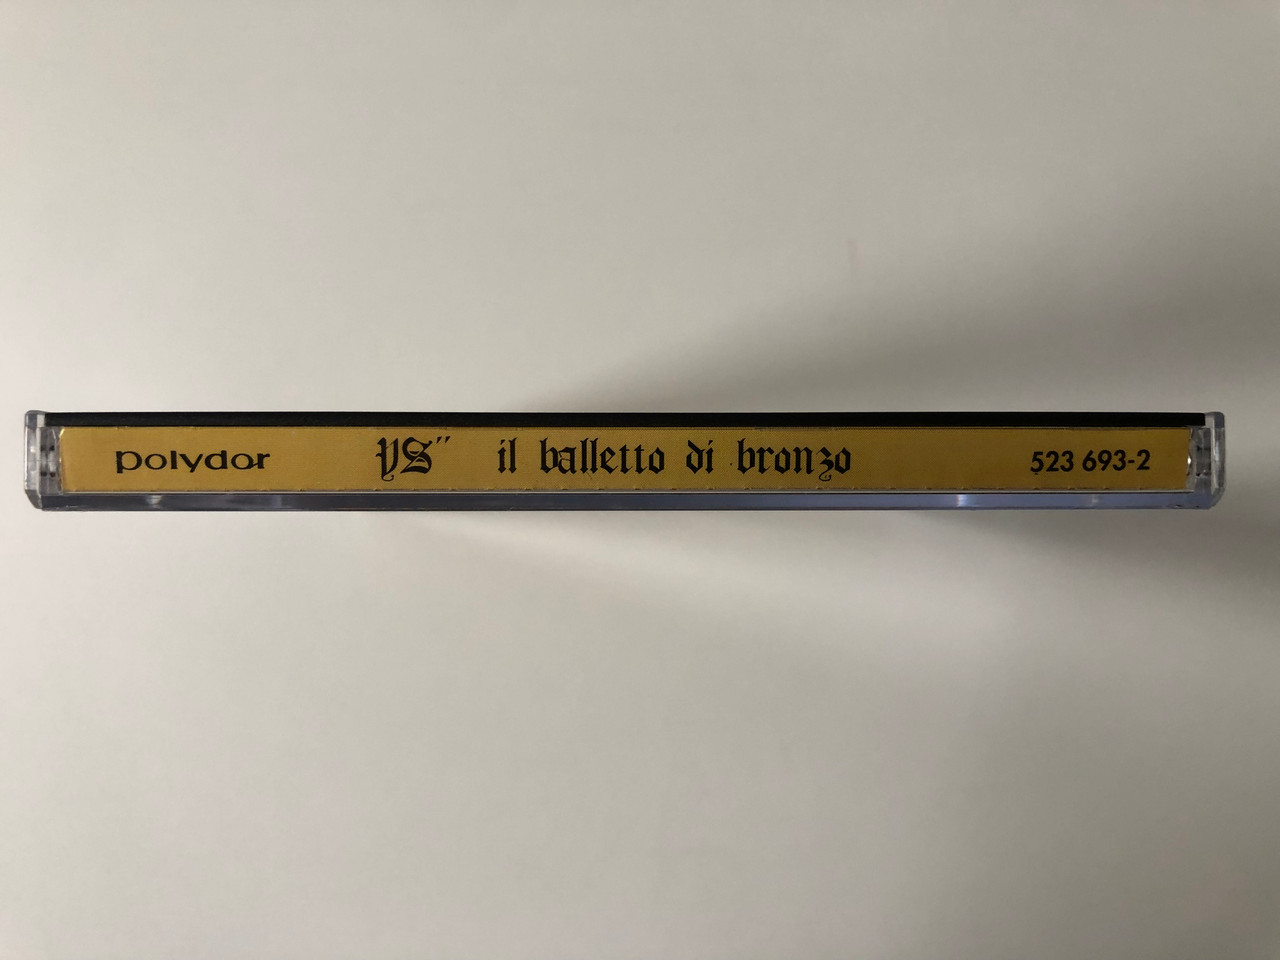 polydor YS" il balletto di bronzo 523 693-2